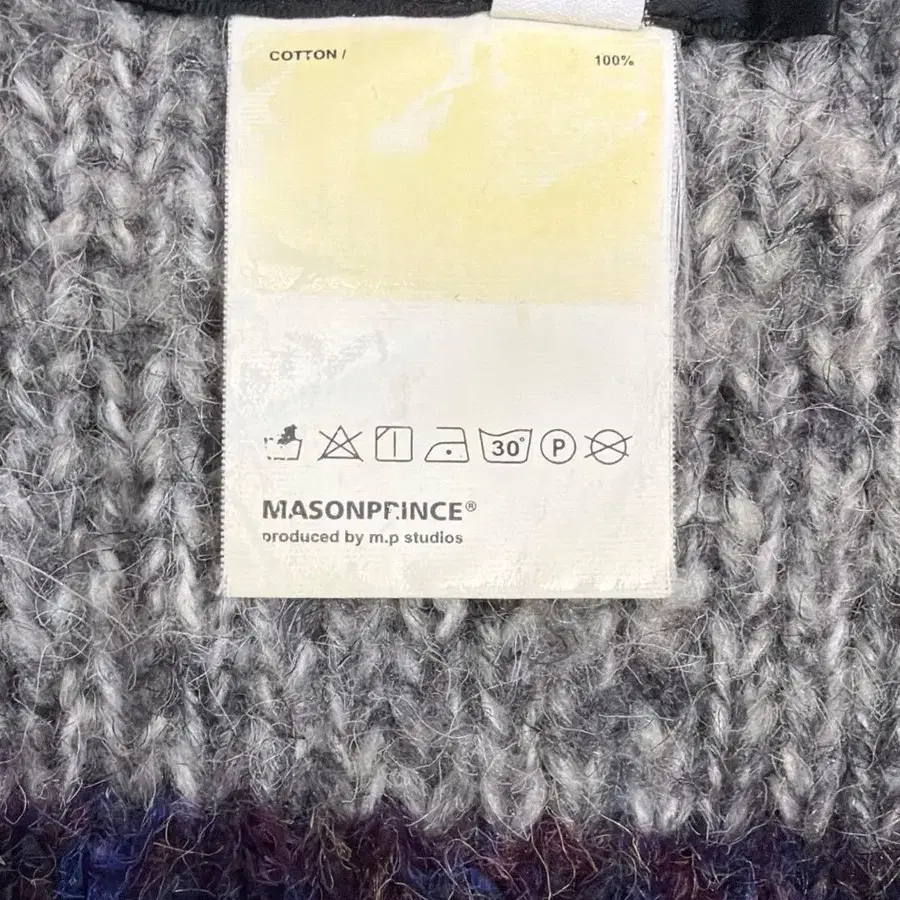 COTTON / 100%
30°
P
MASONPRINCE®
produced by m.p studios